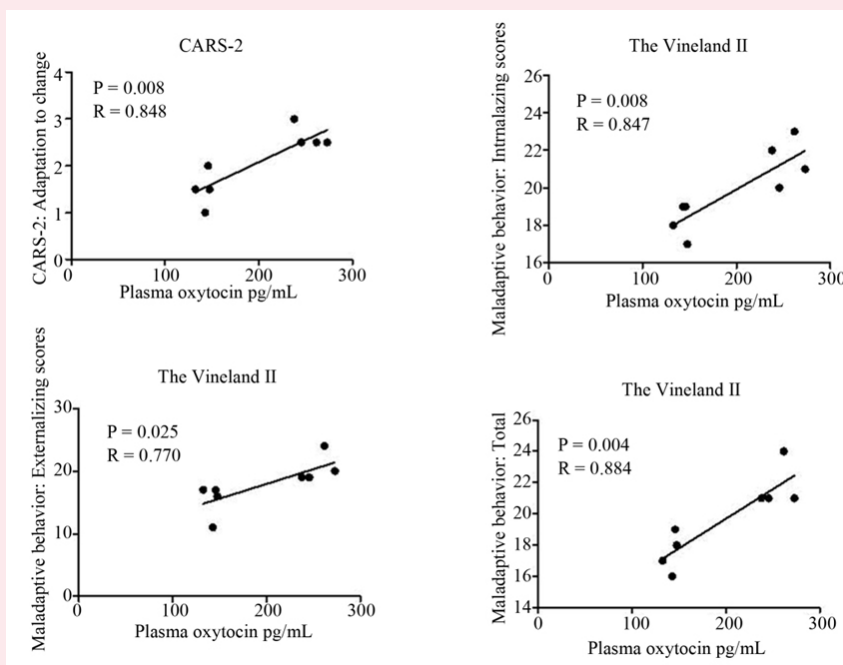 CARS-2
P = 0.008
R = 0.848
CARS-2: Adaptation to change
4
3
2
1
0
0 100 200 300
Plasma oxytocin pg/mL
The Vineland II
P = 0.008
R = 0.847
Maladaptive behavior: Intrnalazing scores
26
24
22
20
18
16
0 100 200 300
Plasma oxytocin pg/mL
The Vineland II
P = 0.025
R = 0.770
Maladaptive behavior: Externalizing scores
30
20
10
0
0 100 200 300
Plasma oxytocin pg/mL
The Vineland II
P = 0.004
R = 0.884
Maladaptive behavior: Total
26
24
22
20
18
16
14
0 100 200 300
Plasma oxytocin pg/mL